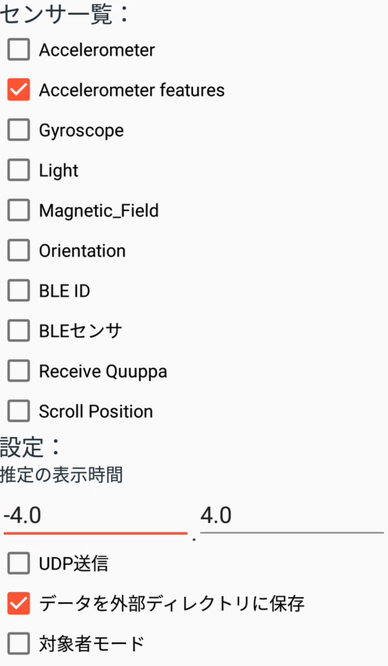 センサ一覧：
Accelerometer
Accelerometer features
Gyroscope
Light
Magnetic_Field
Orientation
BLE ID
BLEセンサ
Receive Quuppa
Scroll Position
設定：
推定の表示時間
-4.0 . 4.0
UDP送信
データを外部ディレクトリに保存
対象者モード